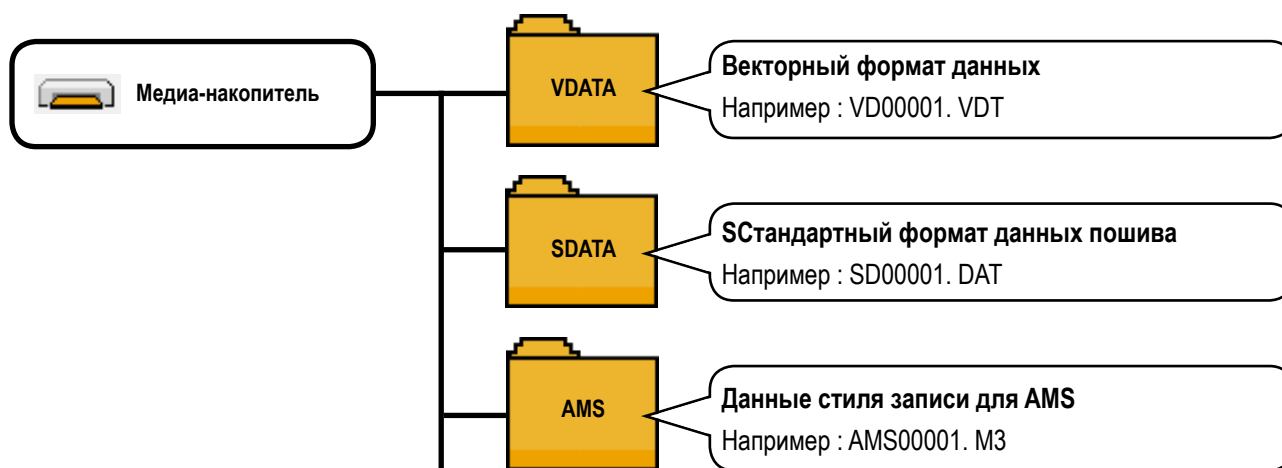 Медиа-накопитель
VDATA
Векторный формат данных
Например : VD00001. VDT
SDATA
SСтандартный формат данных пошива
Например : SD00001. DAT
AMS
Данные стиля записи для AMS
Например : AMS00001. M3